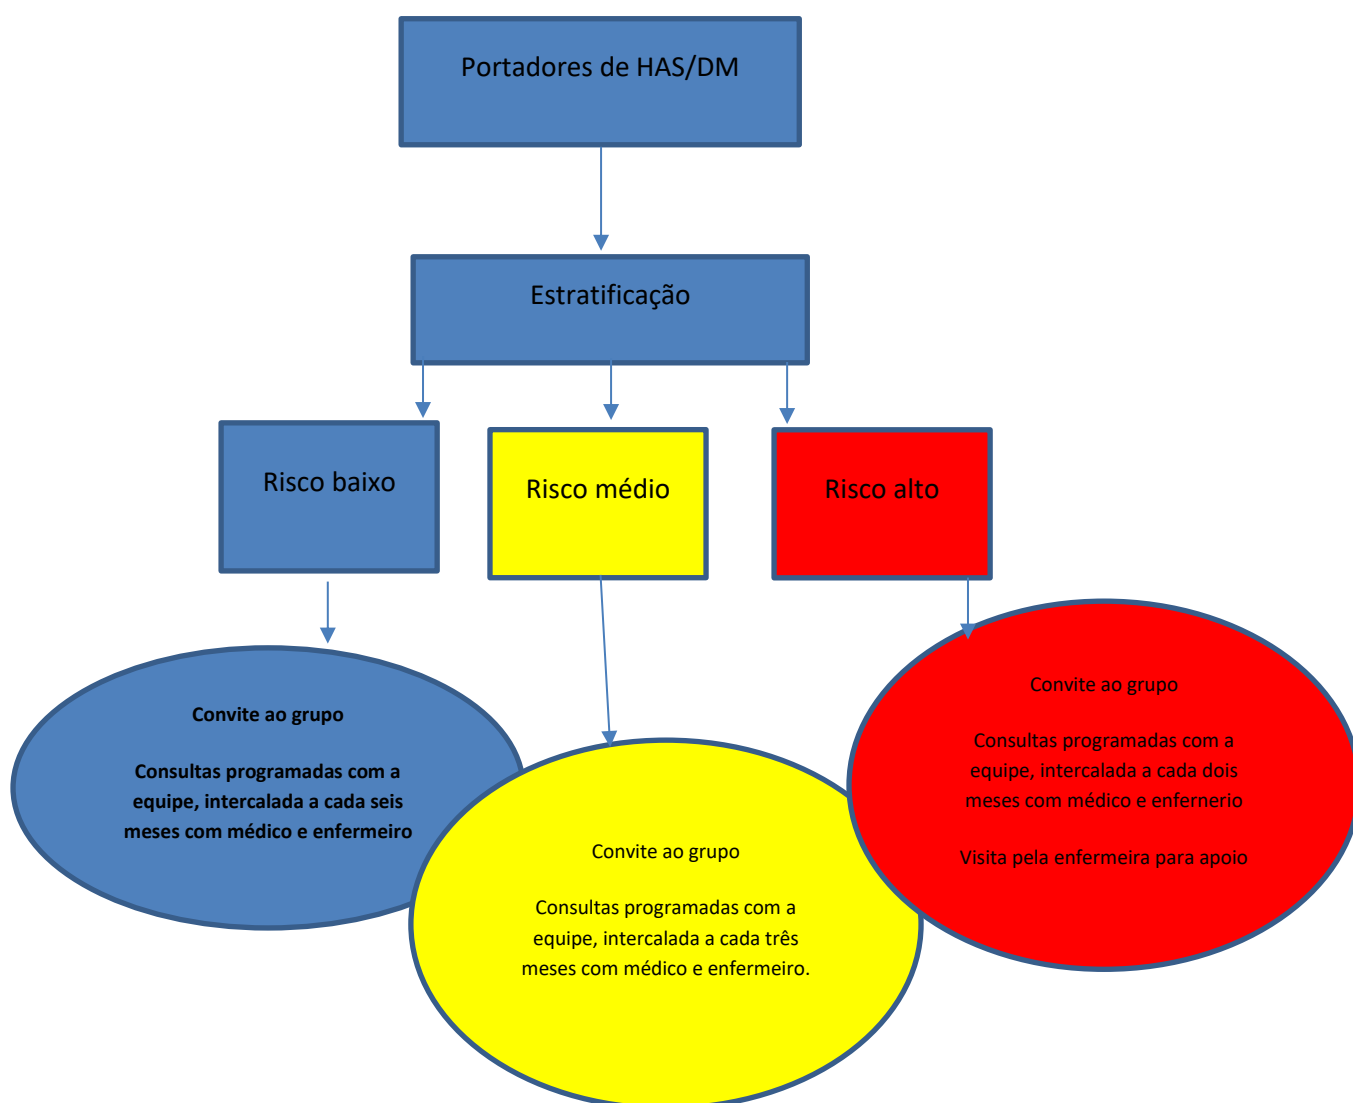 Portadores de HAS/DM
Estratificação
Risco baixo
Risco médio
Risco alto
Convite ao grupo
Consultas programadas com a
equipe, intercalada a cada seis
meses com médico e enfermeiro
Convite ao grupo
Consultas programadas com a
equipe, intercalada a cada três
meses com médico e enfermeiro.
Convite ao grupo
Consultas programadas com a
equipe, intercalada a cada dois
meses com médico e enfernerio
Visita pela enfermeira para apoio